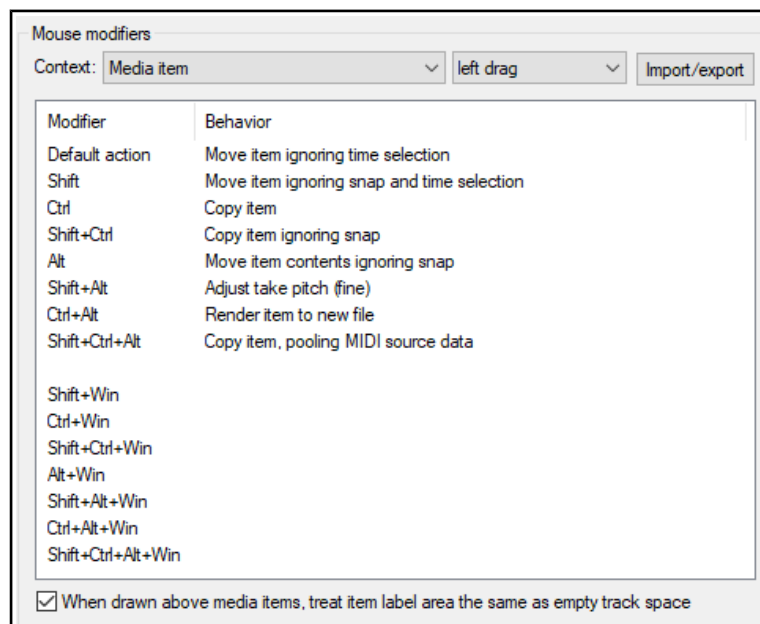 Mouse modifiers
Context: Media item left drag Import/export
Modifier Behavior
Default action Move item ignoring time selection
Shift Move item ignoring snap and time selection
Ctrl Copy item
Shift+Ctrl Copy item ignoring snap
Alt Move item contents ignoring snap
Shift+Alt Adjust take pitch (fine)
Ctrl+Alt Render item to new file
Shift+Ctrl+Alt Copy item, pooling MIDI source data
Shift+Win
Ctrl+Win
Shift+Ctrl+Win
Alt+Win
Shift+Alt+Win
Ctrl+Alt+Win
Shift+Ctrl+Alt+Win
When drawn above media items, treat item label area the same as empty track space